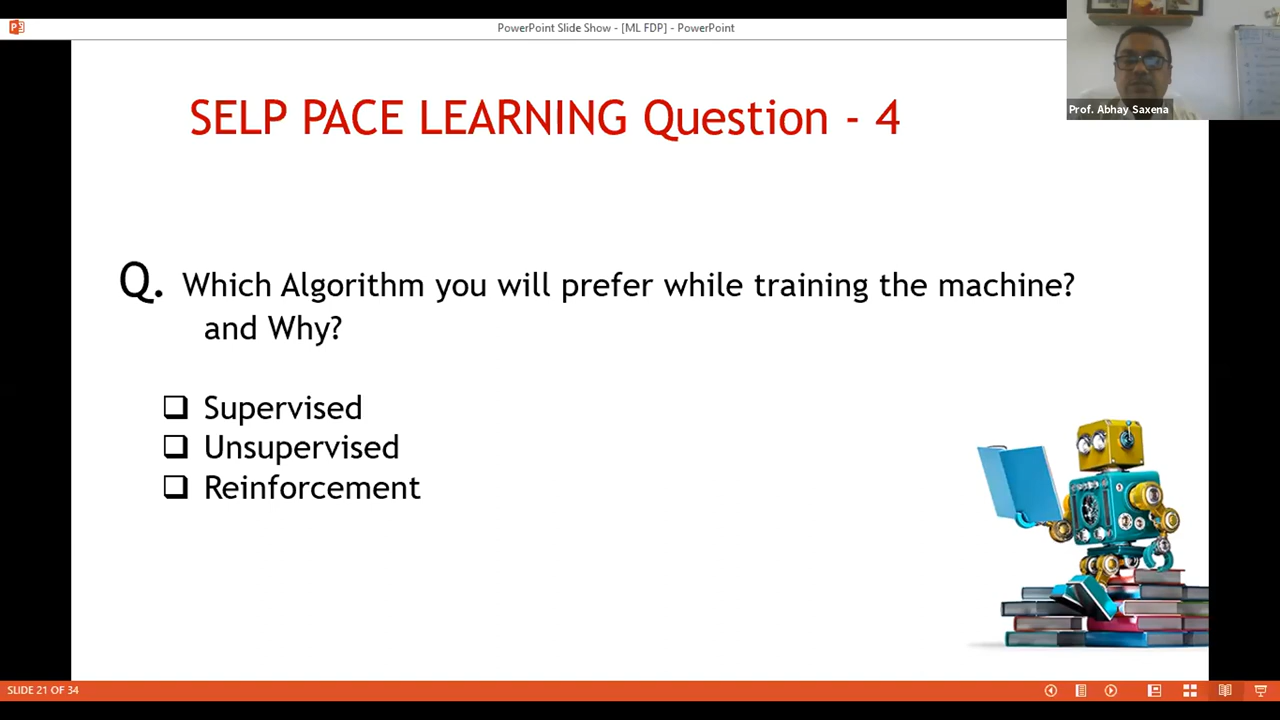 PowerPoint Slide Show - [ML FDP] - PowerPoint
Prof. Abhay Saxena
SELP PACE LEARNING Question - 4
Q. Which Algorithm you will prefer while training the machine?
and Why?
Supervised
Unsupervised
Reinforcement
SLIDE 21 OF 34